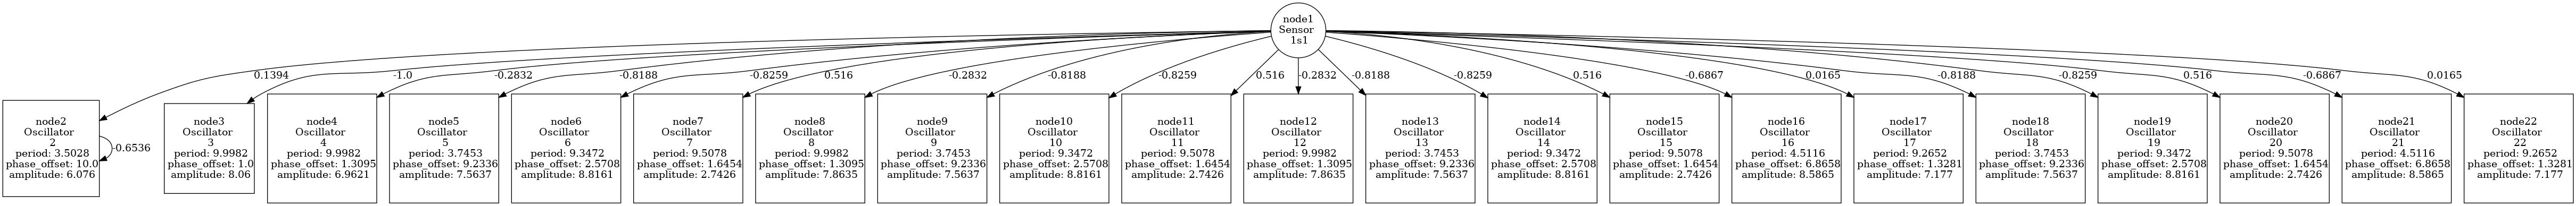 node1
Sensor
1s1
0.1394
-1.0
-0.2832
-0.8188
-0.8259
0.516
-0.2832
-0.8188
-0.8259
0.516
-0.2832
-0.8188
-0.8259
0.516
-0.6867
0.0165
-0.8188
-0.8259
0.516
-0.6867
0.0165
node2
Oscillator
2
period: 3.5028
phase_offset: 10.0
amplitude: 6.076
-0.6536
node3
Oscillator
3
period: 9.9982
phase_offset: 1.0
amplitude: 8.06
node4
Oscillator
4
period: 9.9982
phase_offset: 1.3095
amplitude: 6.9621
node5
Oscillator
5
period: 3.7453
phase_offset: 9.2336
amplitude: 7.5637
node6
Oscillator
6
period: 9.3472
phase_offset: 2.5708
amplitude: 8.8161
node7
Oscillator
7
period: 9.5078
phase_offset: 1.6454
amplitude: 2.7426
node8
Oscillator
8
period: 9.9982
phase_offset: 1.3095
amplitude: 7.8635
node9
Oscillator
9
period: 3.7453
phase_offset: 9.2336
amplitude: 7.5637
node10
Oscillator
10
period: 9.3472
phase_offset: 2.5708
amplitude: 8.8161
node11
Oscillator
11
period: 9.5078
phase_offset: 1.6454
amplitude: 2.7426
node12
Oscillator
12
period: 9.9982
phase_offset: 1.3095
amplitude: 7.8635
node13
Oscillator
13
period: 3.7453
phase_offset: 9.2336
amplitude: 7.5637
node14
Oscillator
14
period: 9.3472
phase_offset: 2.5708
amplitude: 8.8161
node15
Oscillator
15
period: 9.5078
phase_offset: 1.6454
amplitude: 2.7426
node16
Oscillator
16
period: 4.5116
phase_offset: 6.8658
amplitude: 8.5865
node17
Oscillator
17
period: 9.2652
phase_offset: 1.3281
amplitude: 7.177
node18
Oscillator
18
period: 3.7453
phase_offset: 9.2336
amplitude: 7.5637
node19
Oscillator
19
period: 9.3472
phase_offset: 2.5708
amplitude: 8.8161
node20
Oscillator
20
period: 9.5078
phase_offset: 1.6454
amplitude: 2.7426
node21
Oscillator
21
period: 4.5116
phase_offset: 6.8658
amplitude: 8.5865
node22
Oscillator
22
period: 9.2652
phase_offset: 1.3281
amplitude: 7.177